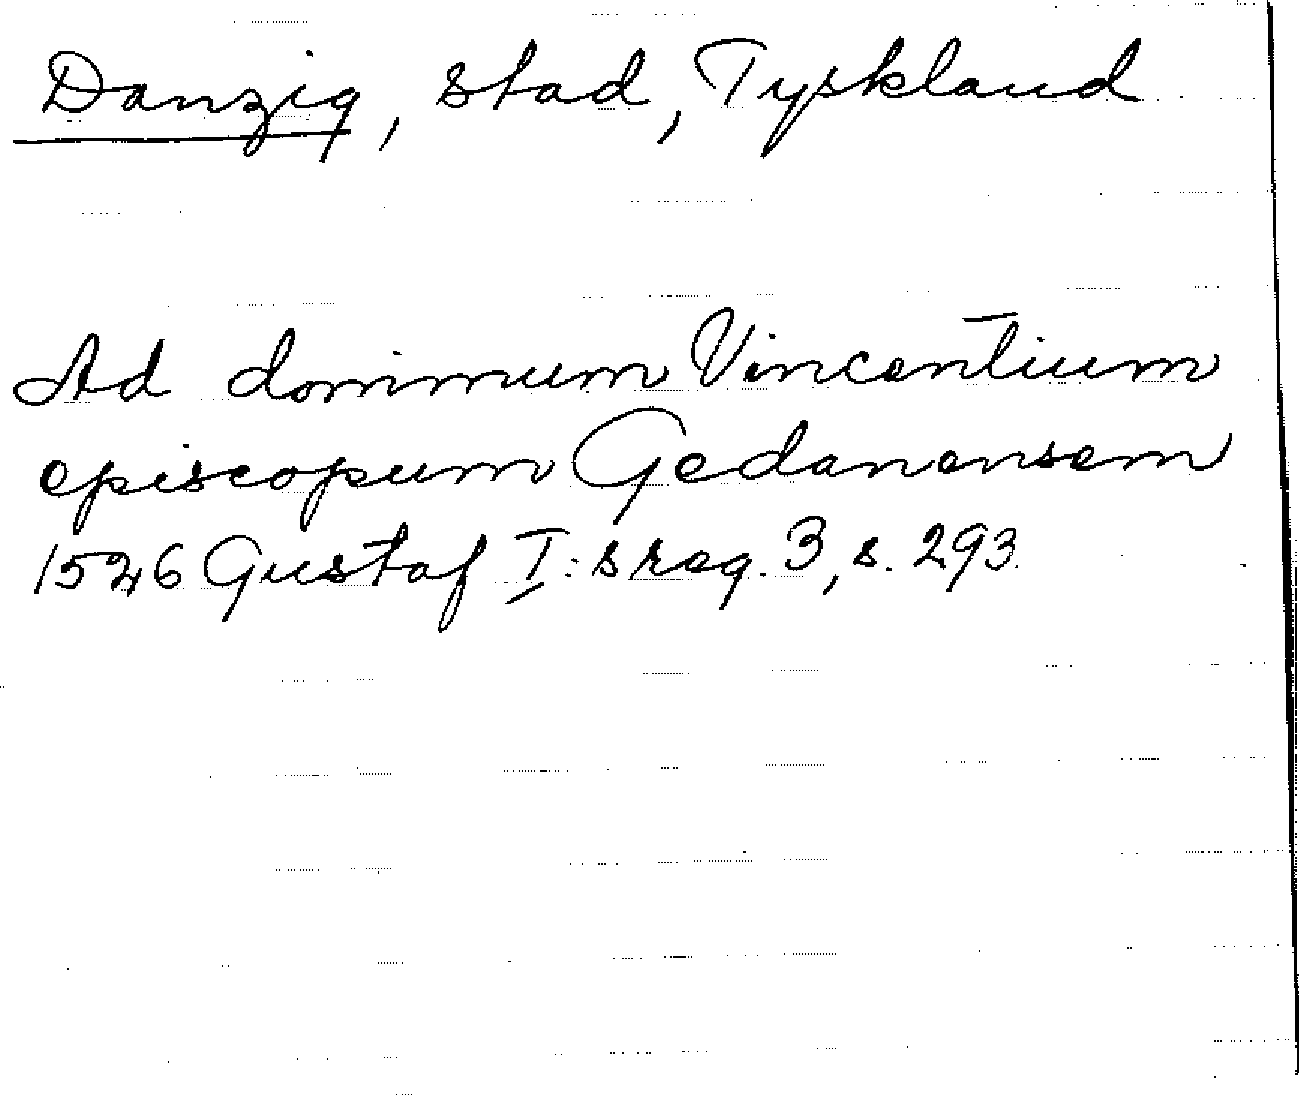 Danzig, stad, Tyskland
Ad dominum Vincentium
episcopum Gedanensem
1526 Gustaf I:s reg. 3, s. 293